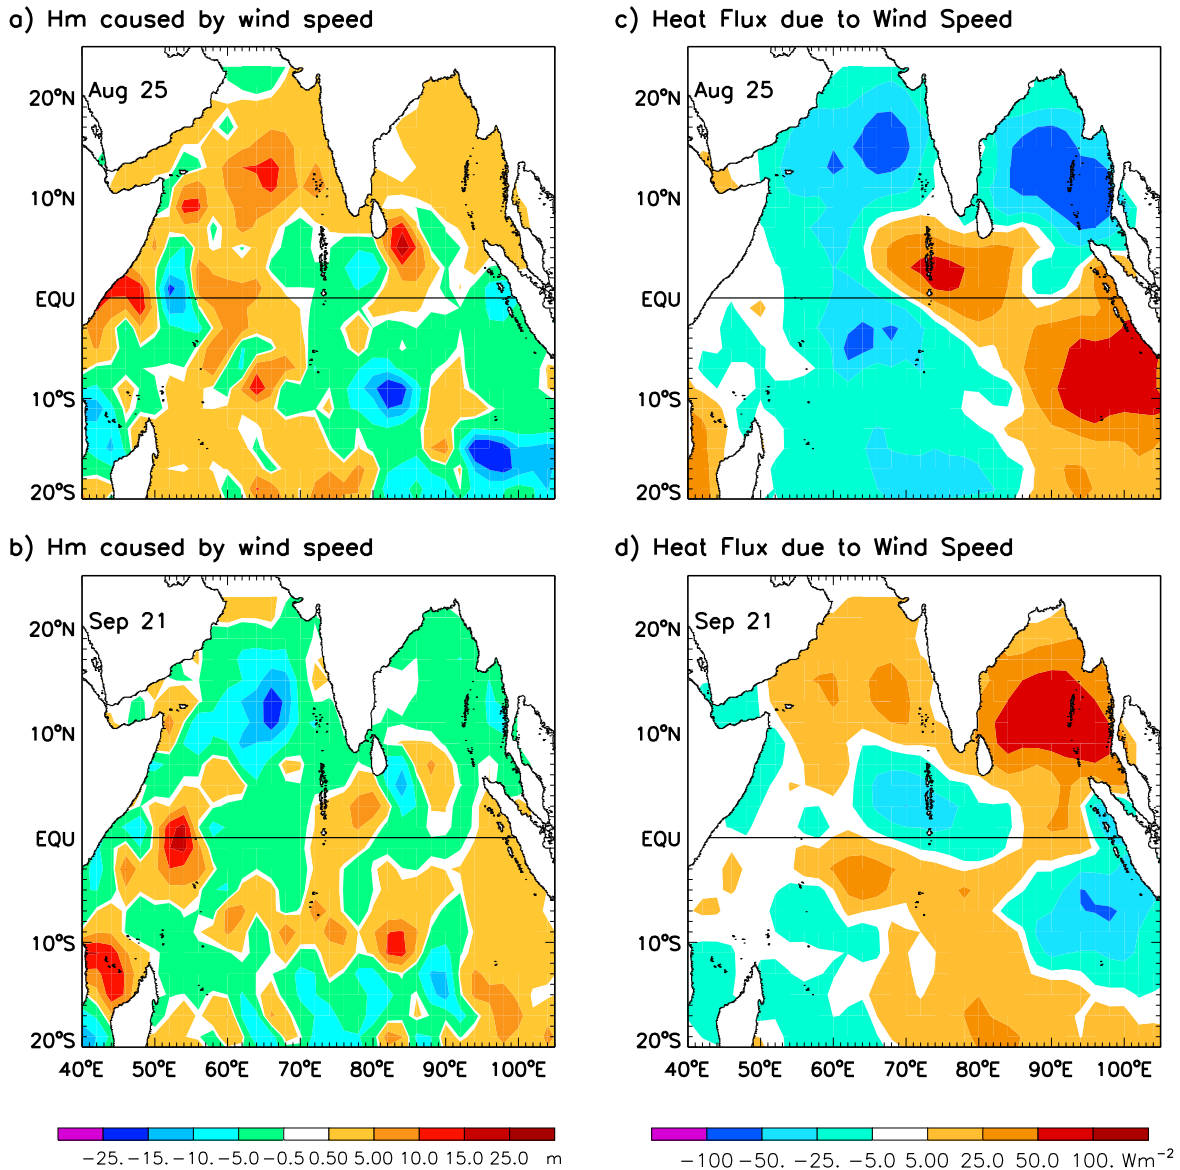 a) Hm caused by wind speed
c) Heat Flux due to Wind Speed
Aug 25
20°N
10°N
EQU
10°S
20°S
Aug 25
20°N
10°N
EQU
10°S
20°S
b) Hm caused by wind speed
d) Heat Flux due to Wind Speed
Sep 21
20°N
10°N
EQU
10°S
20°S
40°E 50°E 60°E 70°E 80°E 90°E 100°E
Sep 21
20°N
10°N
EQU
10°S
20°S
40°E 50°E 60°E 70°E 80°E 90°E 100°E
-25. -15. -10. -5.0 -0.5 0.50 5.00 10.0 15.0 25.0 m
-100 -50. -25. -5.0 5.00 25.0 50.0 100. Wm-2